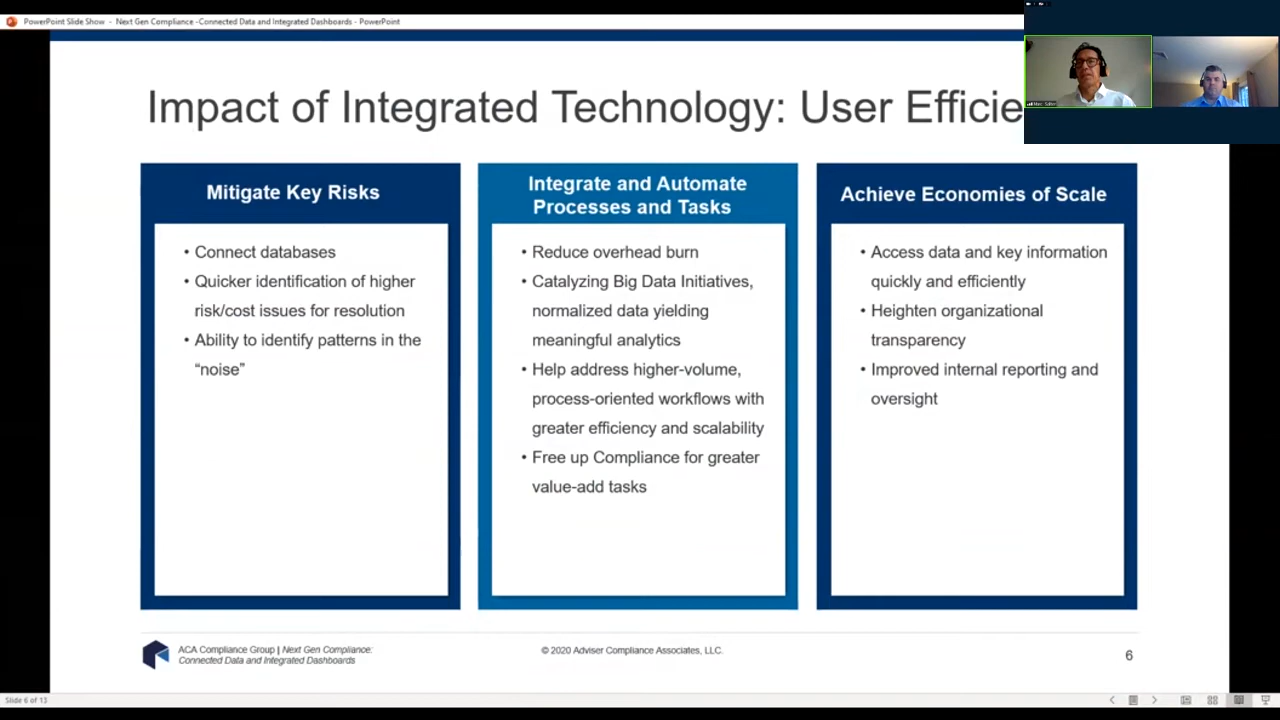 PowerPoint Slide Show - Next Gen Compliance -Connected Data and Integrated Dashboards - PowerPoint
Impact of Integrated Technology: User Efficie
Mitigate Key Risks
• Connect databases
• Quicker identification of higher
risk/cost issues for resolution
• Ability to identify patterns in the
“noise”
Integrate and Automate
Processes and Tasks
• Reduce overhead burn
• Catalyzing Big Data Initiatives,
normalized data yielding
meaningful analytics
• Help address higher-volume,
process-oriented workflows with
greater efficiency and scalability
• Free up Compliance for greater
value-add tasks
Achieve Economies of Scale
• Access data and key information
quickly and efficiently
• Heighten organizational
transparency
• Improved internal reporting and
oversight
ACA Compliance Group | Next Gen Compliance:
Connected Data and Integrated Dashboards
© 2020 Adviser Compliance Associates, LLC.
6
Slide 6 of 13